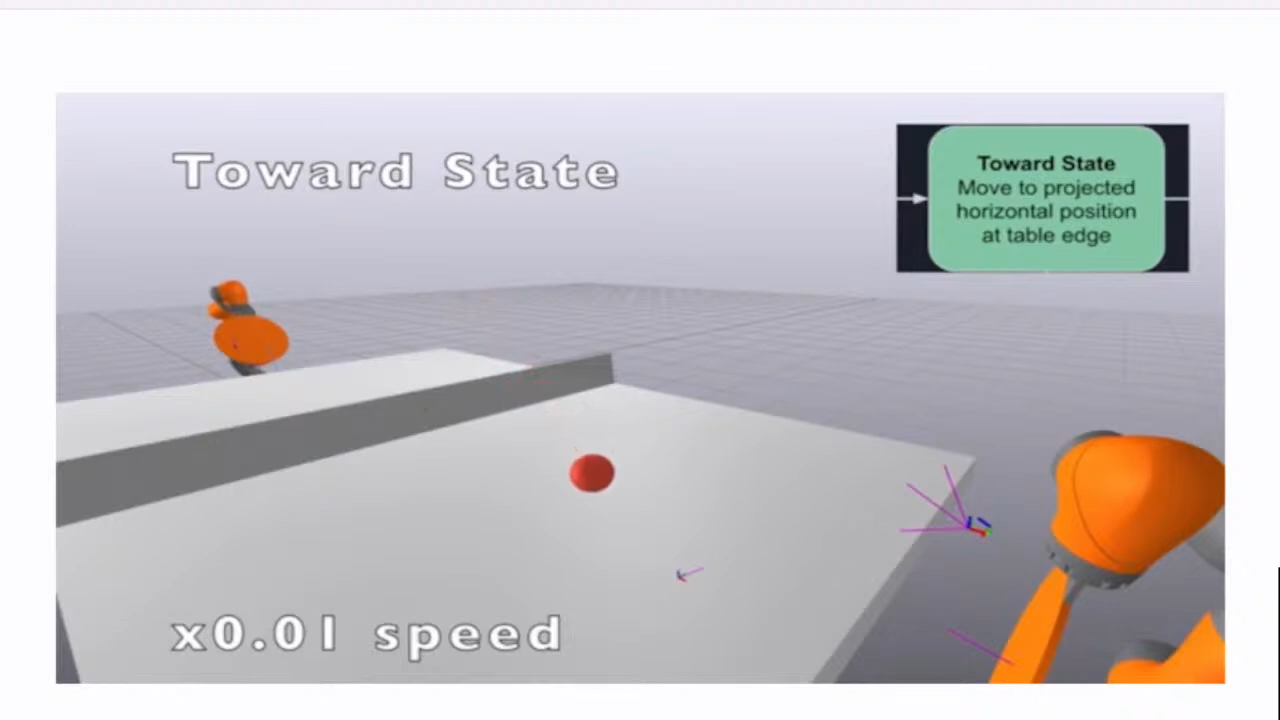 Toward State
Toward State
Move to projected
horizontal position
at table edge
x0.01 speed